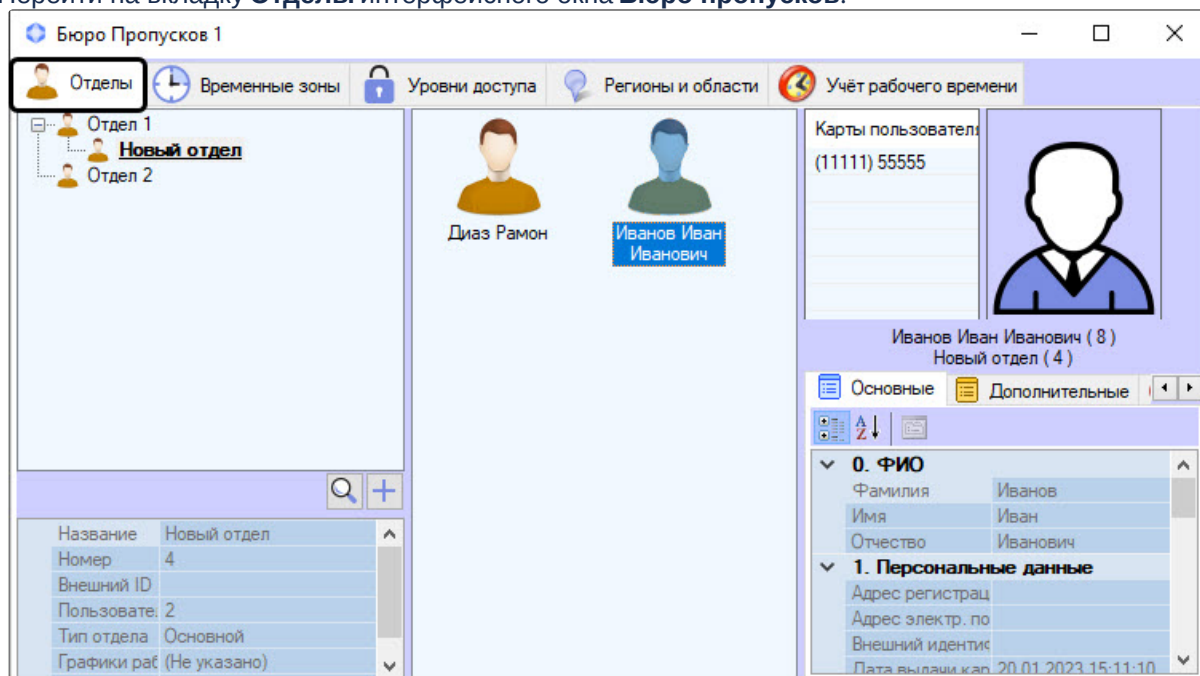 Перейти на вкладку Отделы интерфейсного окна Бюро пропусков.
Бюро Пропусков 1
Отделы Временные зоны Уровни доступа Регионы и области Учёт рабочего времени
Отдел 1
Новый отдел
Отдел 2
Диаз Рамон
Иванов Иван
Иванович
Карты пользователя
(11111) 55555
Иванов Иван Иванович ( 8 )
Новый отдел ( 4 )
Основные Дополнительные
0. ФИО
Фамилия Иванов
Имя Иван
Отчество Иванович
1. Персональные данные
Адрес регистрац
Адрес электр. по
Внешний идентиф
Дата выдачи кар 20.01.2023 15:11:10
Название Новый отдел
Номер 4
Внешний ID
Пользовате. 2
Тип отдела Основной
Графики раб (Не указано)